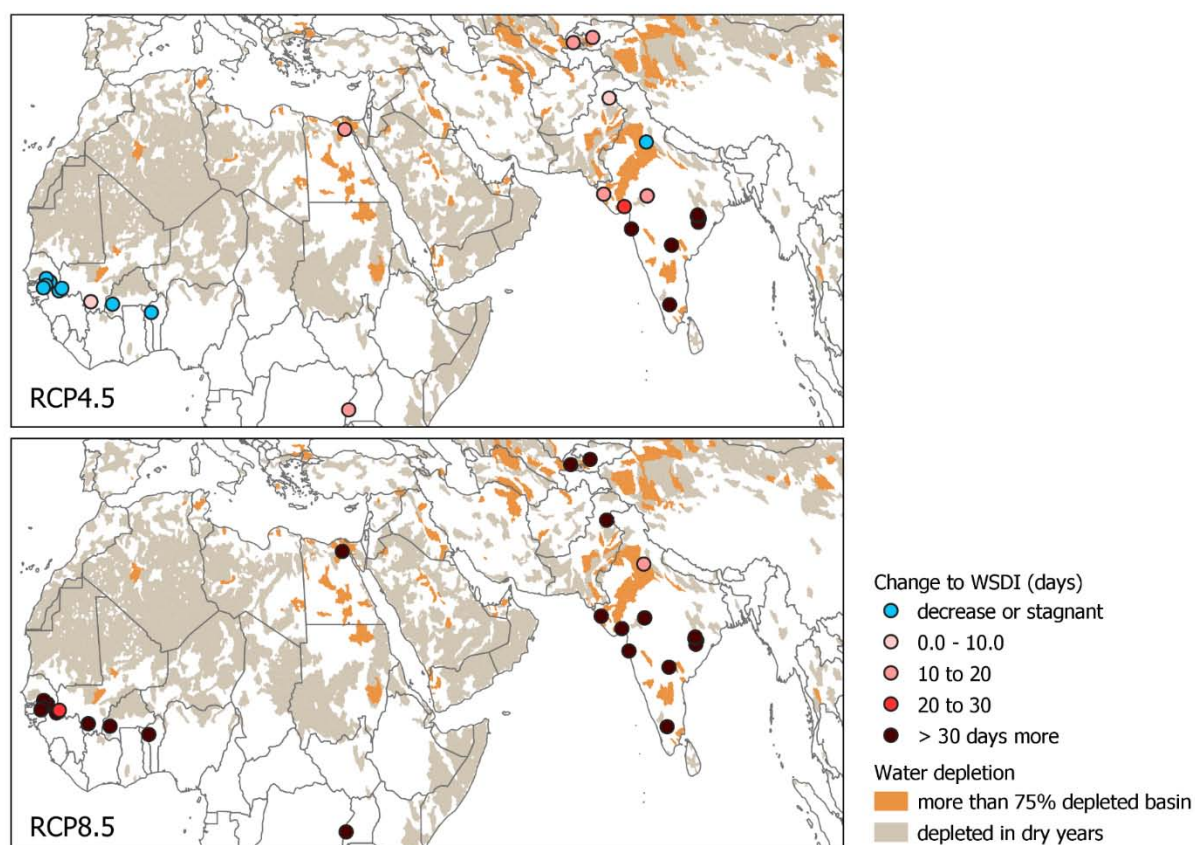 RCP4.5
RCP8.5
Change to WSDI (days)
decrease or stagnant
0.0 - 10.0
10 to 20
20 to 30
> 30 days more
Water depletion
more than 75% depleted basin
depleted in dry years